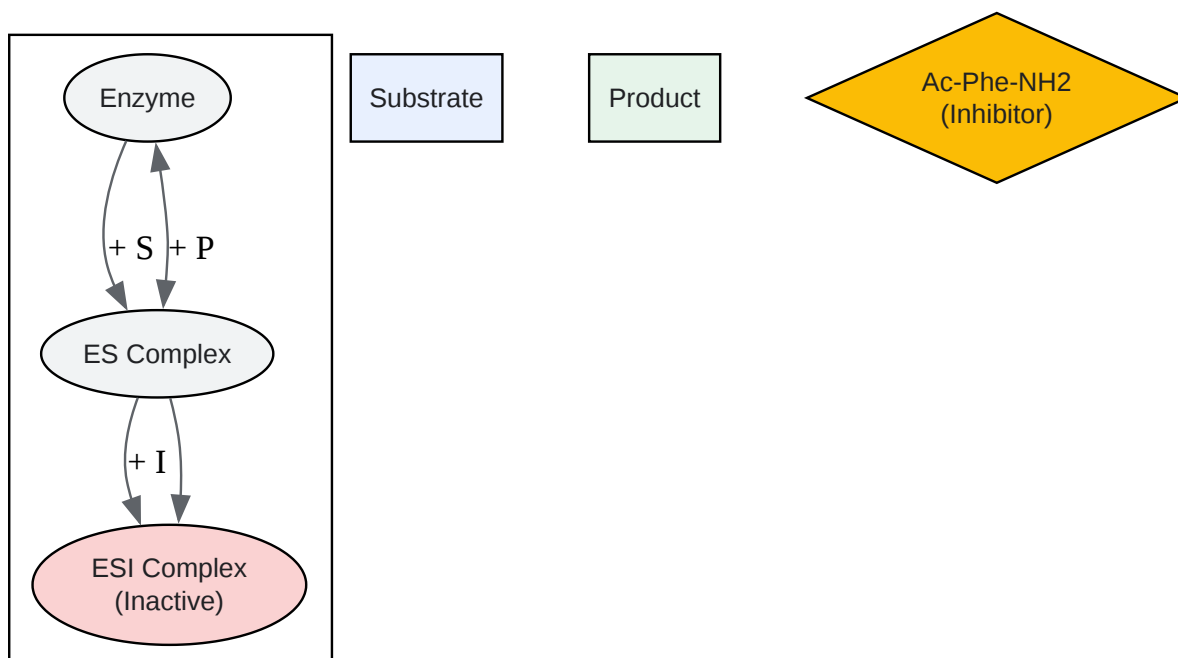 Enzyme
Substrate
Product
Ac-Phe-NH2
(Inhibitor)
+ S
+ P
ES Complex
+ I
ESI Complex
(Inactive)